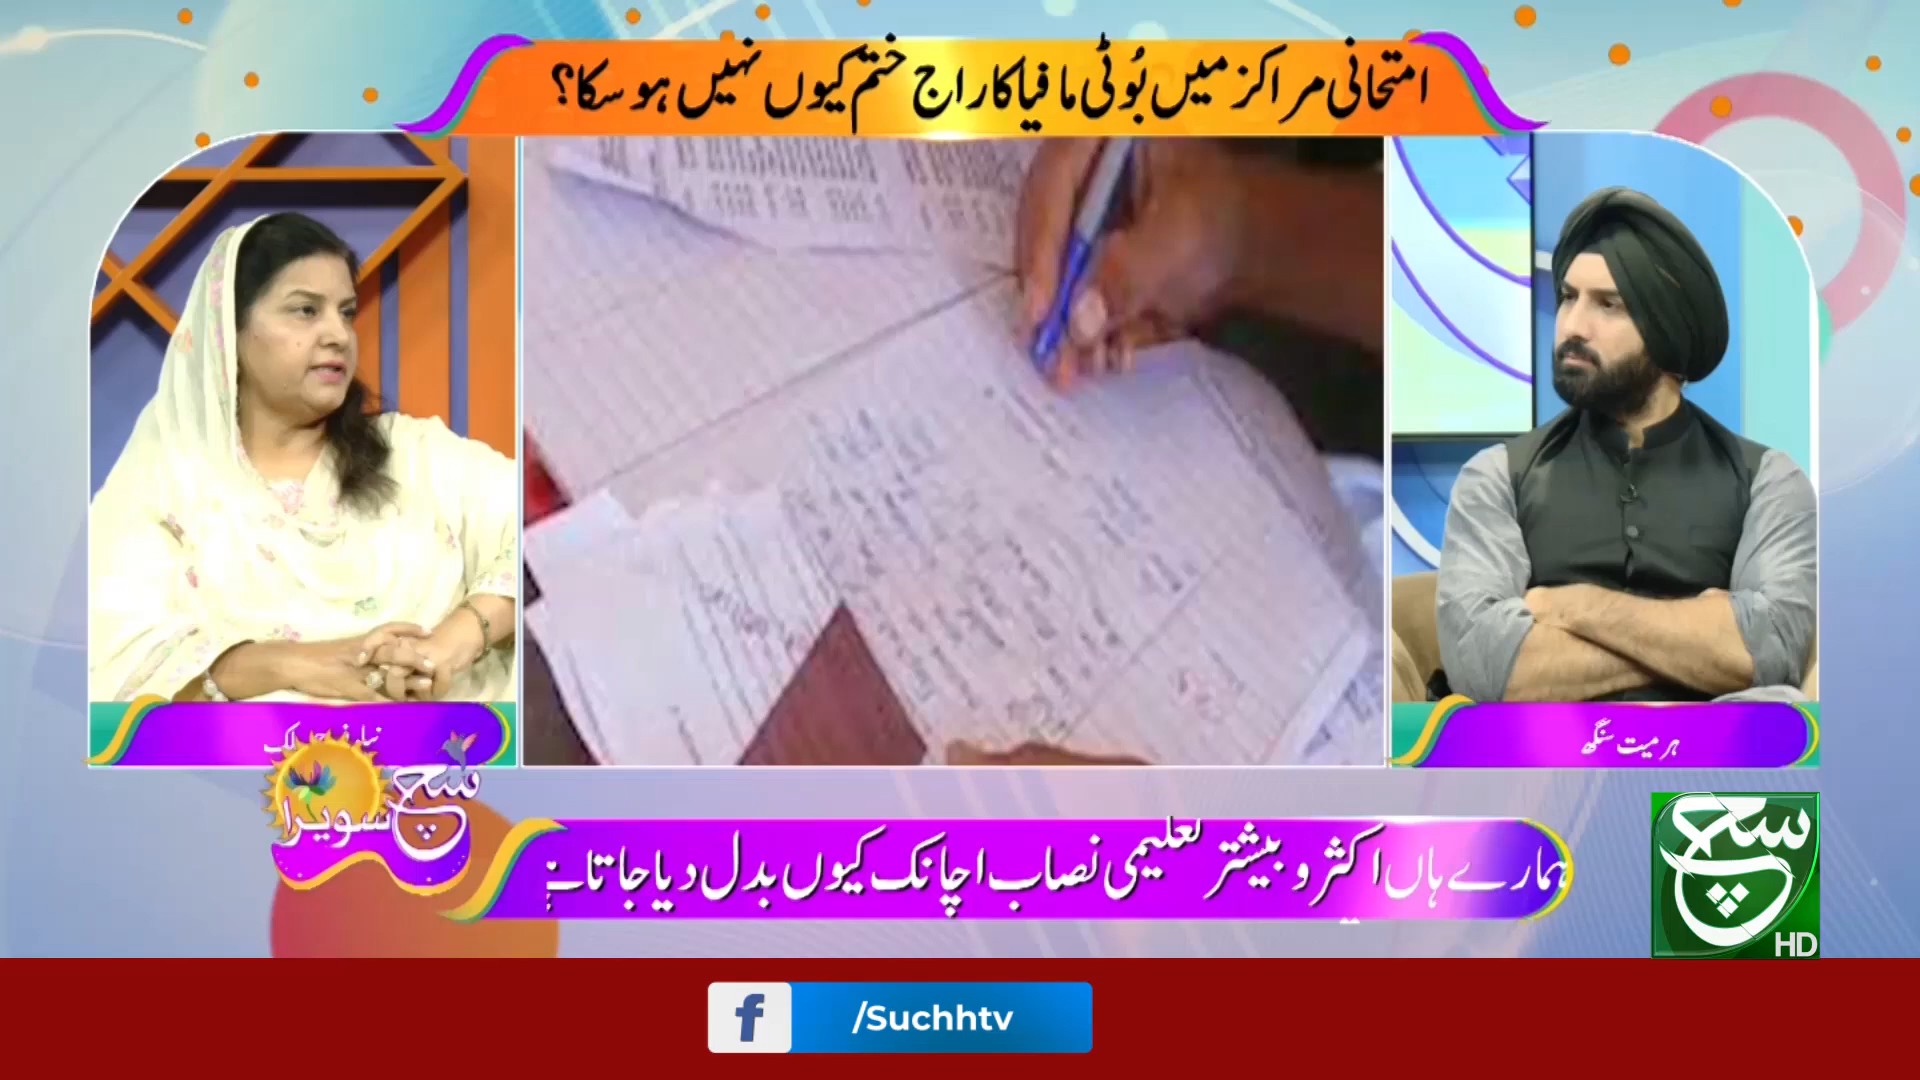 امتحانی مراکز میں بُوٹی مافیا کا راج ختم کیوں نہیں ہو سکا؟
ہرمیت سنگھ
سچ سویرا
ہمارے ہاں اکثر و بیشتر تعلیمی نصاب اچانک کیوں بدل دیا جاتا ہے
سچ
HD
/Suchhtv